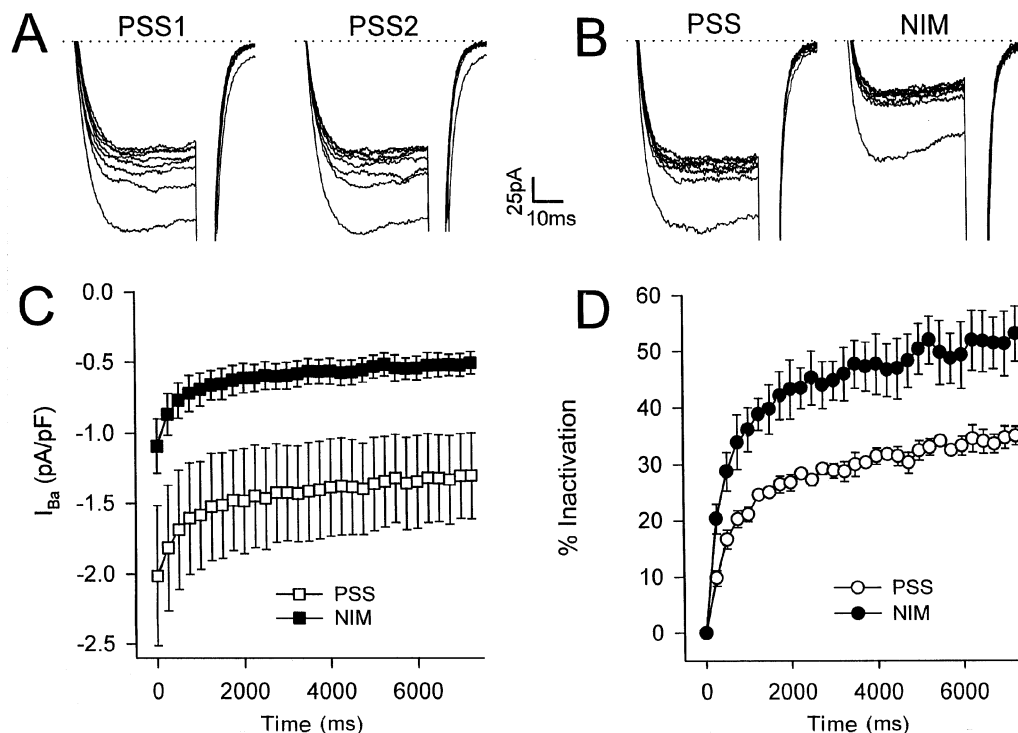 A
PSS1
PSS2
B
PSS
NIM
25pA
10ms
C
0.0
-0.5
-1.0
-1.5
-2.0
-2.5
I_Ba (pA/pF)
PSS
NIM
0
2000
4000
6000
Time (ms)
D
60
50
40
30
20
10
0
% Inactivation
PSS
NIM
0
2000
4000
6000
Time (ms)